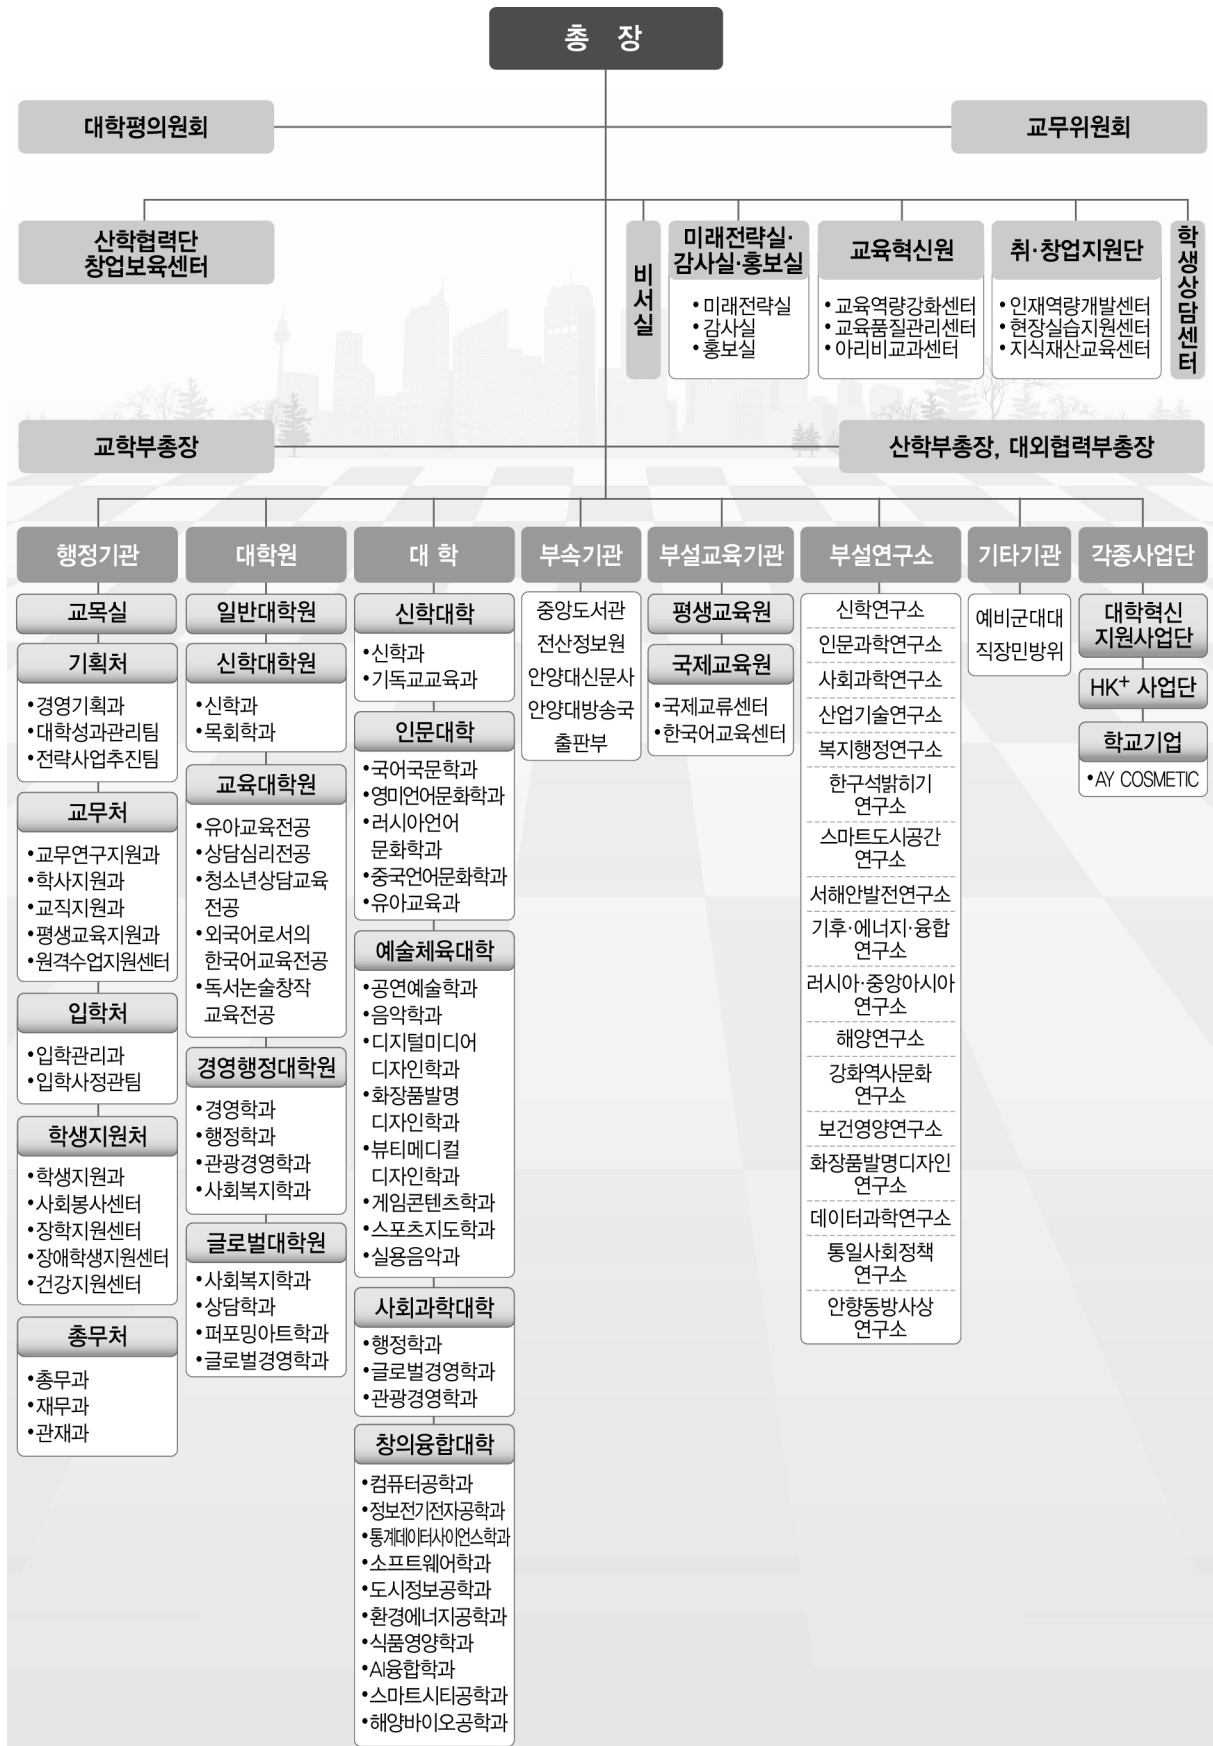 총 장
대학평의원회
교무위원회
산학협력단
창업보육센터
비서실
미래전략실·
감사실·홍보실
• 미래전략실
• 감사실
• 홍보실
교육혁신원
• 교육역량강화센터
• 교육품질관리센터
• 아리비교과센터
취·창업지원단
• 인재역량개발센터
• 현장실습지원센터
• 지식재산교육센터
학생상담센터
교학부총장
산학부총장, 대외협력부총장
행정기관
교목실
기획처
• 경영기획과
• 대학성과관리팀
• 전략사업추진팀
교무처
• 교무연구지원과
• 학사지원과
• 교직지원과
• 평생교육지원과
• 원격수업지원센터
입학처
• 입학관리과
• 입학사정관팀
학생지원처
• 학생지원과
• 사회봉사센터
• 장학지원센터
• 장애학생지원센터
• 건강지원센터
총무처
• 총무과
• 재무과
• 관재과
대학원
일반대학원
신학대학원
• 신학과
• 목회학과
교육대학원
• 유아교육전공
• 상담심리전공
• 청소년상담교육
전공
• 외국어로서의
한국어교육전공
• 독서논술창작
교육전공
경영행정대학원
• 경영학과
• 행정학과
• 관광경영학과
• 사회복지학과
글로벌대학원
• 사회복지학과
• 상담학과
• 퍼포밍아트학과
• 글로벌경영학과
대 학
신학대학
• 신학과
• 기독교교육과
인문대학
• 국어국문학과
• 영미언어문화학과
• 러시아언어
문화학과
• 중국언어문화학과
• 유아교육과
예술체육대학
• 공연예술학과
• 음악학과
• 디지털미디어
디자인학과
• 화장품발명
디자인학과
• 뷰티메디컬
디자인학과
• 게임콘텐츠학과
• 스포츠지도학과
• 실용음악과
사회과학대학
• 행정학과
• 글로벌경영학과
• 관광경영학과
창의융합대학
• 컴퓨터공학과
• 정보전기전자공학과
• 통계데이터사이언스학과
• 소프트웨어학과
• 도시정보공학과
• 환경에너지공학과
• 식품영양학과
• AI융합학과
• 스마트시티공학과
• 해양바이오공학과
부속기관
중앙도서관
전산정보원
안양대신문사
안양대방송국
출판부
부설교육기관
평생교육원
국제교육원
• 국제교류센터
• 한국어교육센터
부설연구소
신학연구소
인문과학연구소
사회과학연구소
산업기술연구소
복지행정연구소
한구석밝히기
연구소
스마트도시공간
연구소
서해안발전연구소
기후·에너지·융합
연구소
러시아·중앙아시아
연구소
해양연구소
강화역사문화
연구소
보건영양연구소
화장품발명디자인
연구소
데이터과학연구소
통일사회정책
연구소
안향동방사상
연구소
기타기관
예비군대대
직장민방위
각종사업단
대학혁신
지원사업단
HK+ 사업단
학교기업
• AY COSMETIC